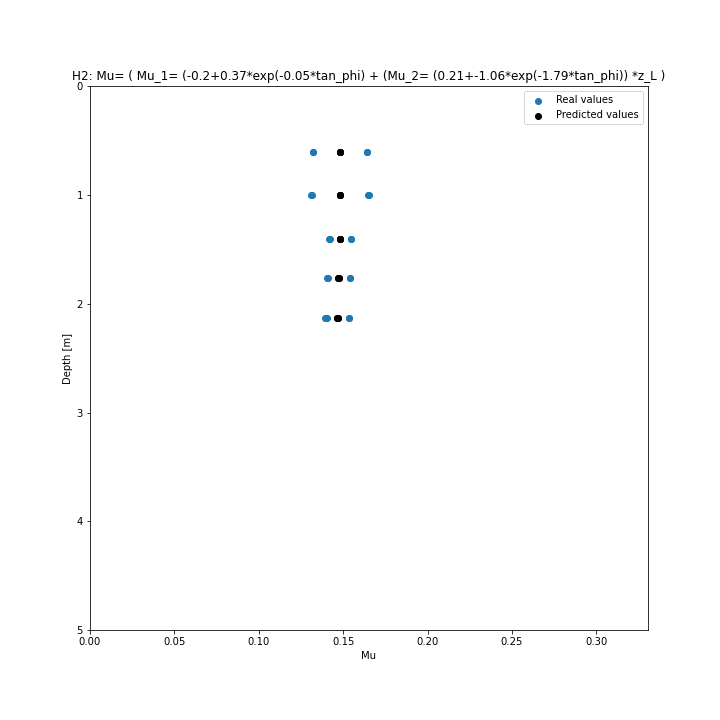 H2: Mu= ( Mu_1= (-0.2+0.37*exp(-0.05*tan_phi) + (Mu_2= (0.21+-1.06*exp(-1.79*tan_phi)) *z_L )
Real values
Predicted values
0
1
2
3
4
5
Depth [m]
0.00 0.05 0.10 0.15 0.20 0.25 0.30
Mu